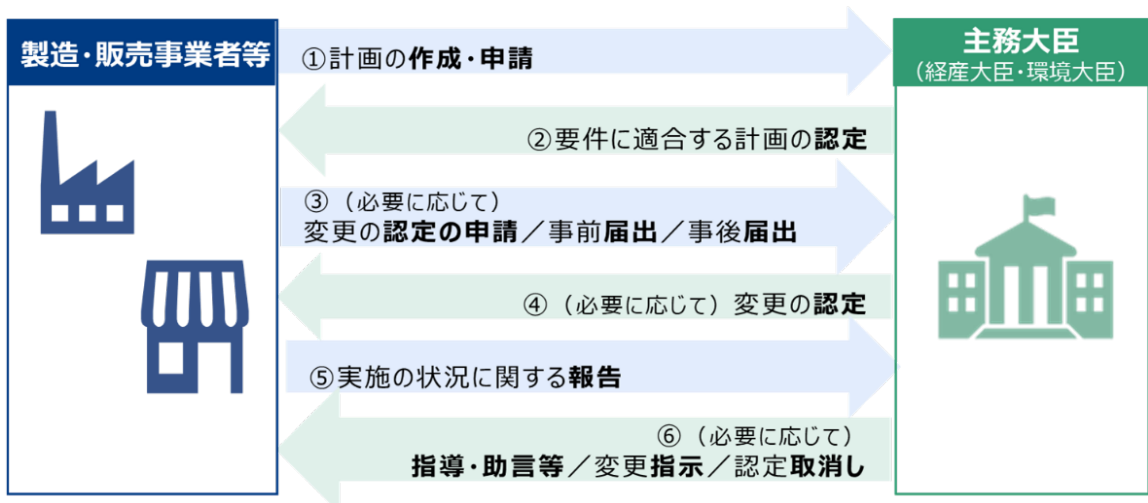 製造・販売事業者等
主務大臣
（経産大臣・環境大臣）
①計画の作成・申請
②要件に適合する計画の認定
③（必要に応じて）
変更の認定の申請／事前届出／事後届出
④（必要に応じて）変更の認定
⑤実施の状況に関する報告
⑥（必要に応じて）
指導・助言等／変更指示／認定取消し